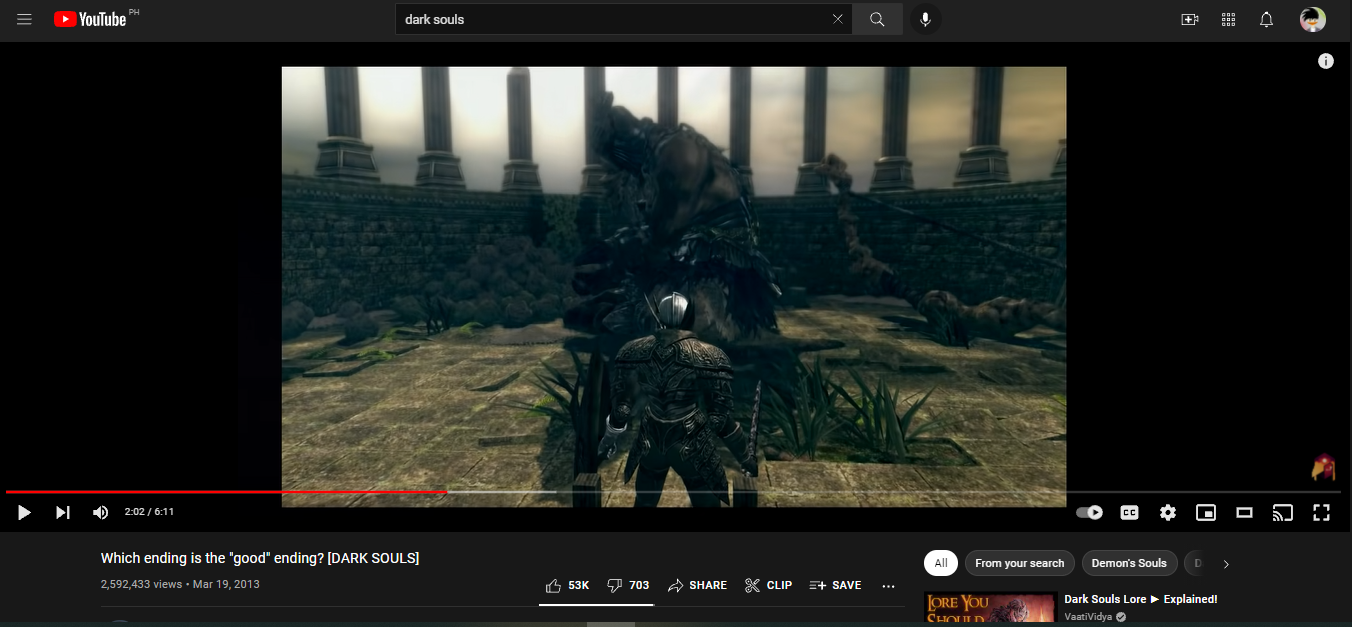 YouTube PH
dark souls
2:02 / 6:11
CC
Which ending is the "good" ending? [DARK SOULS]
2,592,433 views • Mar 19, 2013
53K
703
SHARE
CLIP
SAVE
All
From your search
Demon's Souls
D
LORE YOU
SHOULD
Dark Souls Lore ► Explained!
VaatiVidya